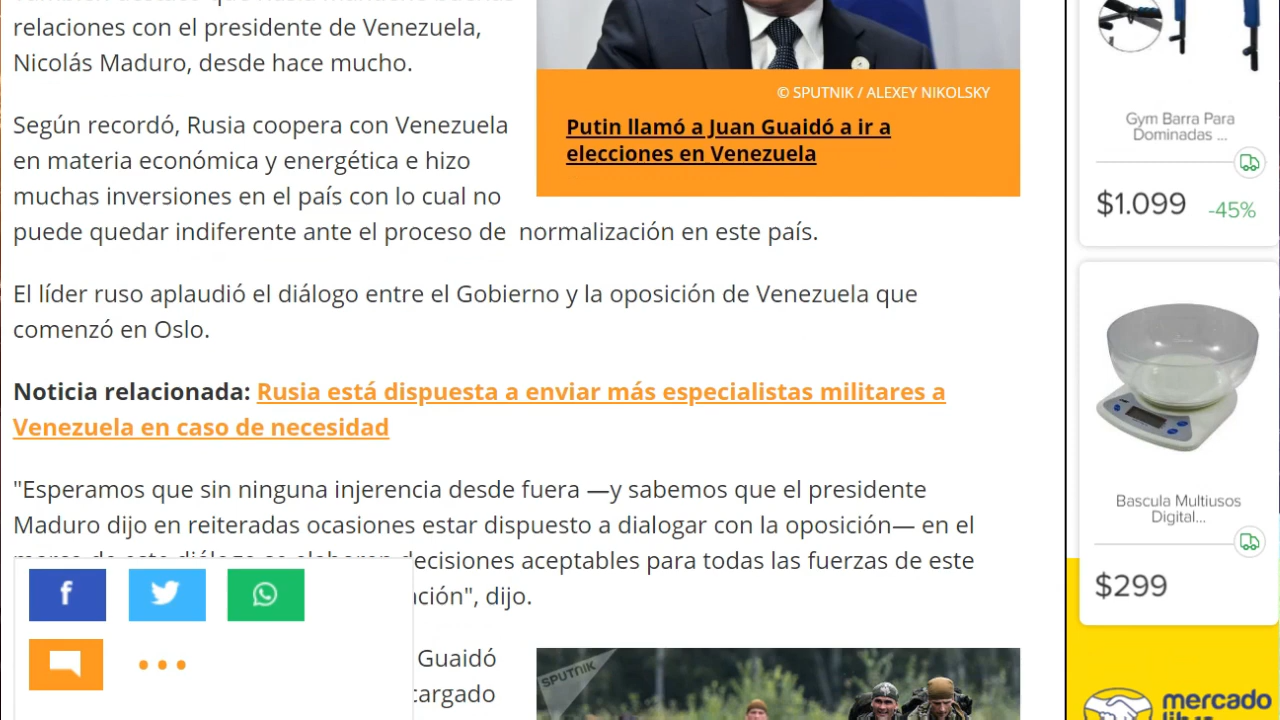 relaciones con el presidente de Venezuela,
Nicolás Maduro, desde hace mucho.
Según recordó, Rusia coopera con Venezuela
en materia económica y energética e hizo
muchas inversiones en el país con lo cual no
puede quedar indiferente ante el proceso de normalización en este país.
© SPUTNIK / ALEXEY NIKOLSKY
Putin llamó a Juan Guaidó a ir a
elecciones en Venezuela
El líder ruso aplaudió el diálogo entre el Gobierno y la oposición de Venezuela que
comenzó en Oslo.
Noticia relacionada: Rusia está dispuesta a enviar más especialistas militares a
Venezuela en caso de necesidad
"Esperamos que sin ninguna injerencia desde fuera —y sabemos que el presidente
Maduro dijo en reiteradas ocasiones estar dispuesto a dialogar con la oposición— en el
decisiones aceptables para todas las fuerzas de este
dijo.
Guaidó
SPUTNIK
Gym Barra Para
Dominadas ...
$1.099 -45%
Bascula Multiusos
Digital...
$299
mercado